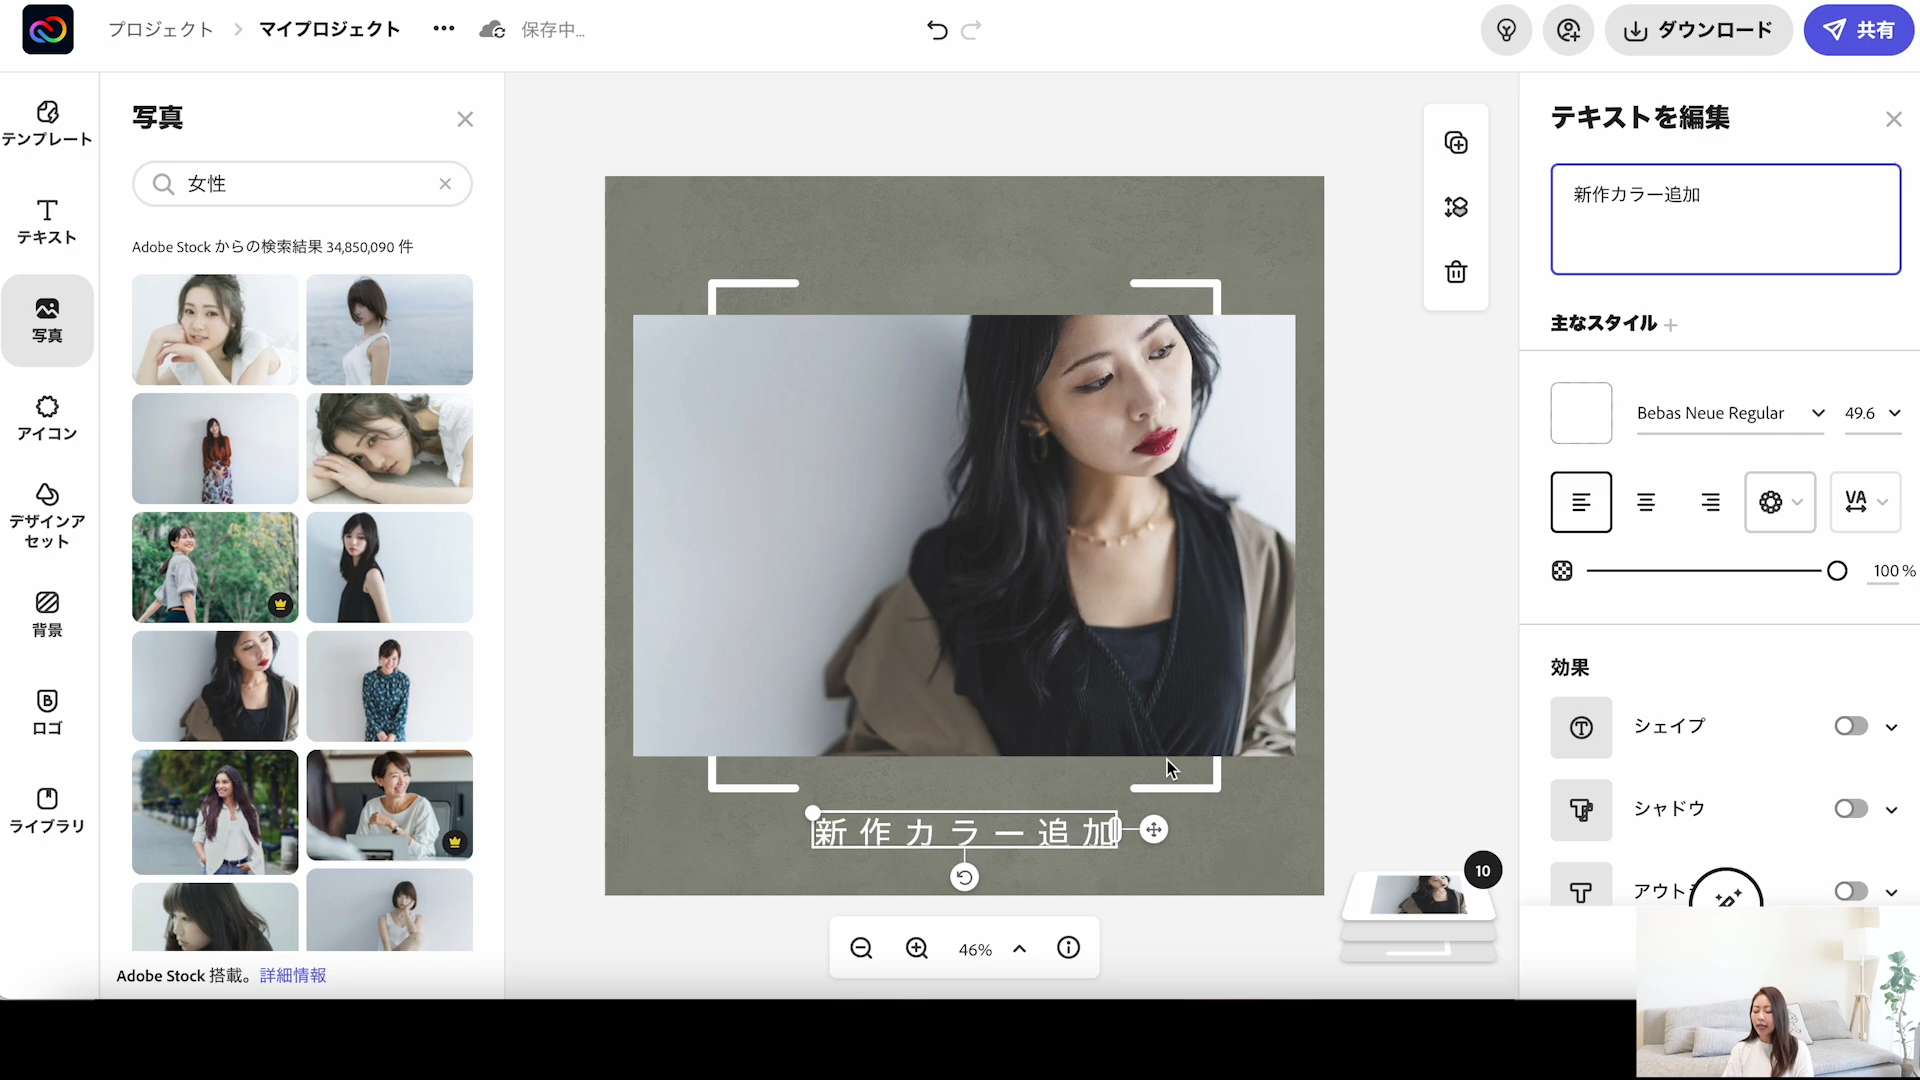 プロジェクト
マイプロジェクト
保存中...
ダウンロード
共有
テンプレート
テキスト
写真
アイコン
デザインア
セット
背景
ロゴ
ライブラリ
写真
女性
Adobe Stock からの検索結果 34,850,090 件
Adobe Stock 搭載。詳細情報
新作カラー追加
46%
10
テキストを編集
新作カラー追加
主なスタイル
Bebas Neue Regular
49.6
VA
100 %
効果
シェイプ
シャドウ